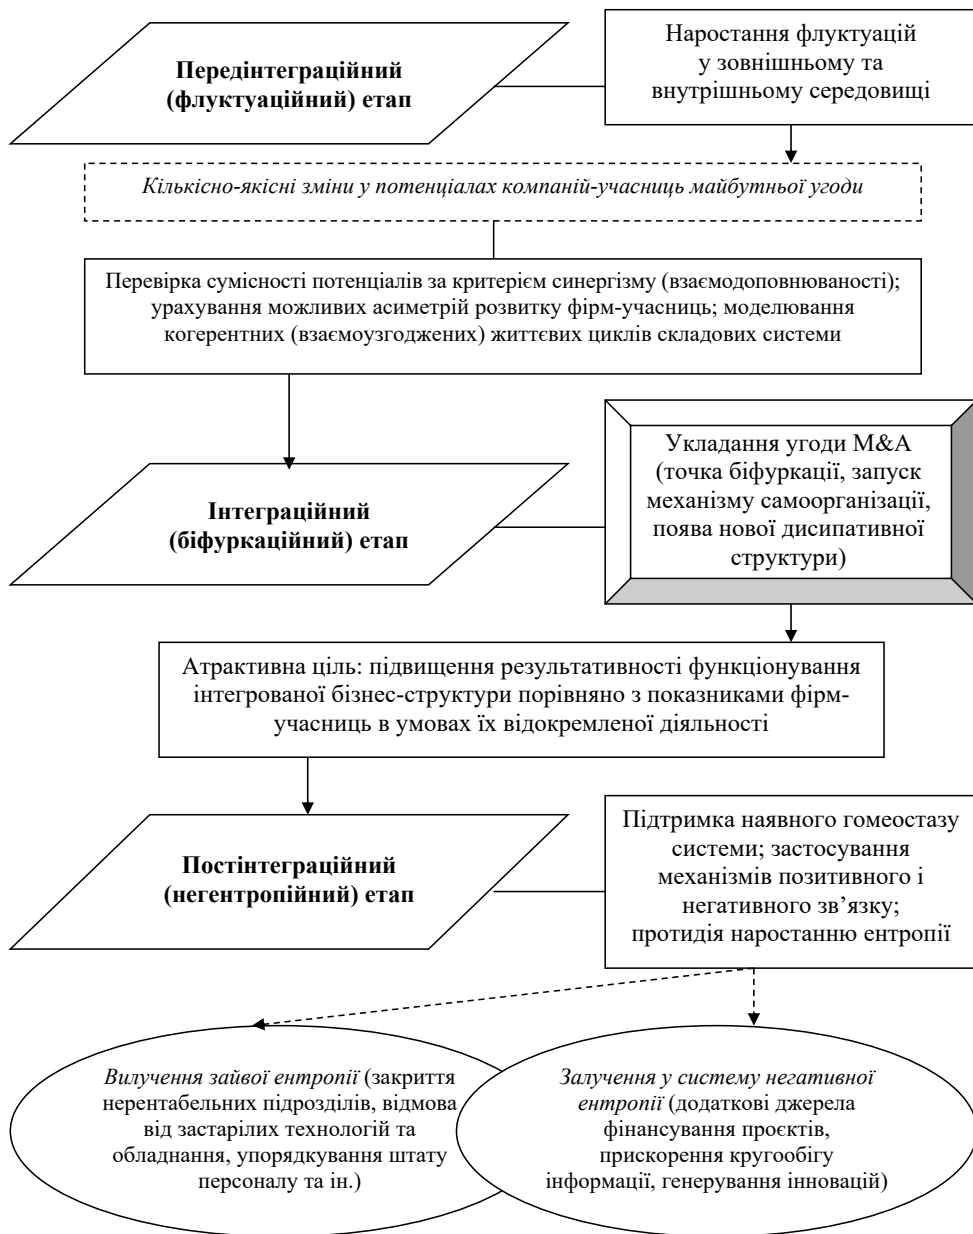 Передінтеграційний
(флуктуаційний) етап
Наростання флуктуацій
у зовнішньому та
внутрішньому середовищі
Кількісно-якісні зміни у потенціалах компаній-учасниць майбутньої угоди
Перевірка сумісності потенціалів за критерієм синергізму (взаємодоповнюваності);
урахування можливих асиметрій розвитку фірм-учасниць; моделювання
когерентних (взаємоузгоджених) життєвих циклів складових системи
Інтеграційний
(біфуркаційний) етап
Укладання угоди M&A
(точка біфуркації, запуск
механізму самоорганізації,
поява нової дисипативної
структури)
Атрактивна ціль: підвищення результативності функціонування
інтегрованої бізнес-структури порівняно з показниками фірм-
учасниць в умовах їх відокремленої діяльності
Постінтеграційний
(негентропійний) етап
Підтримка наявного гомеостазу
системи; застосування
механізмів позитивного і
негативного зв’язку;
протидія наростанню ентропії
Вилучення зайвої ентропії (закриття
нерентабельних підрозділів, відмова
від застарілих технологій та
обладнання, упорядкування штату
персоналу та ін.)
Залучення у систему негативної
ентропії (додаткові джерела
фінансування проєктів,
прискорення кругообігу
інформації, генерування інновацій)